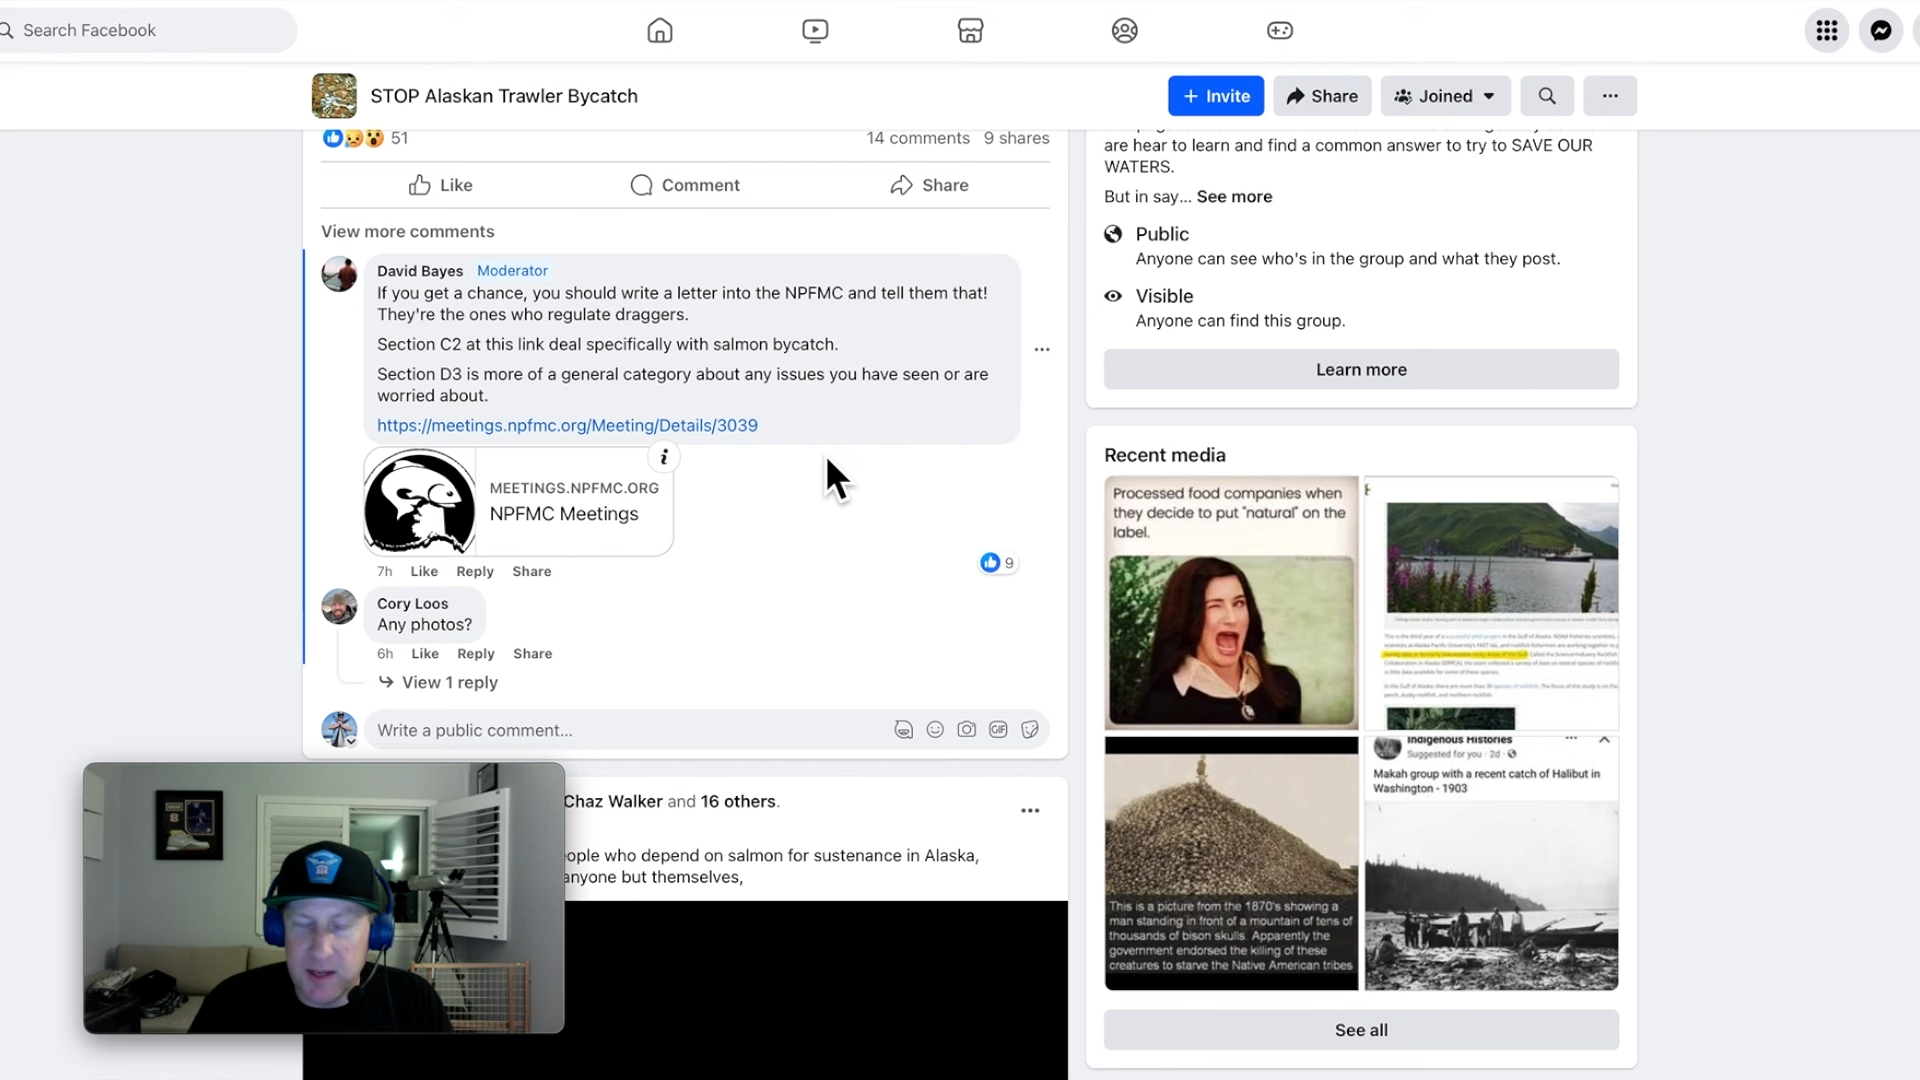 Search Facebook
STOP Alaskan Trawler Bycatch
+ Invite
Share
Joined
51
14 comments 9 shares
Like
Comment
Share
View more comments
David Bayes Moderator
If you get a chance, you should write a letter into the NPFMC and tell them that!
They're the ones who regulate draggers.
Section C2 at this link deal specifically with salmon bycatch.
Section D3 is more of a general category about any issues you have seen or are
worried about.
https://meetings.npfmc.org/Meeting/Details/3039
MEETINGS.NPFMC.ORG
NPFMC Meetings
7h Like Reply Share
9
Cory Loos
Any photos?
6h Like Reply Share
View 1 reply
Write a public comment...
GIF
Chaz Walker and 16 others.
eople who depend on salmon for sustenance in Alaska,
anyone but themselves,
are hear to learn and find a common answer to try to SAVE OUR
WATERS.
But in say... See more
Public
Anyone can see who's in the group and what they post.
Visible
Anyone can find this group.
Learn more
Recent media
Processed food companies when
they decide to put "natural" on the
label.
This is a picture from the 1870's showing a
man standing in front of a mountain of tens of
thousands of bison skulls. Apparently the
government endorsed the killing of these
creatures to starve the Native American tribes
Indigenous Histories
Suggested for you · 2d
Makah group with a recent catch of Halibut in
Washington - 1903
See all